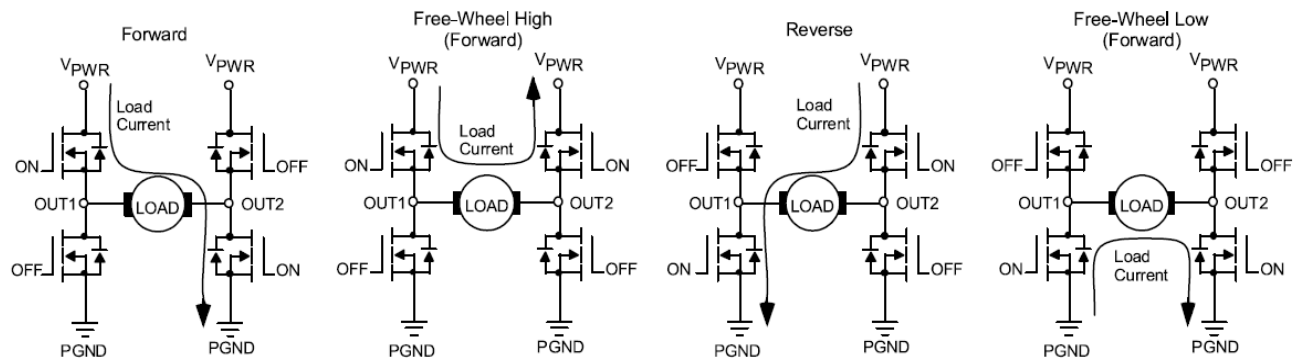 Forward
VPWR
VPWR
Load
Current
ON
OFF
OUT1
LOAD
OUT2
OFF
ON
PGND
PGND
Free-Wheel High
(Forward)
VPWR
VPWR
Load
Current
ON
ON
OUT1
LOAD
OUT2
OFF
OFF
PGND
PGND
Reverse
VPWR
VPWR
Load
Current
OFF
ON
OUT1
LOAD
OUT2
ON
OFF
PGND
PGND
Free-Wheel Low
(Forward)
VPWR
VPWR
OFF
OFF
OUT1
LOAD
OUT2
ON
Load
Current
ON
PGND
PGND